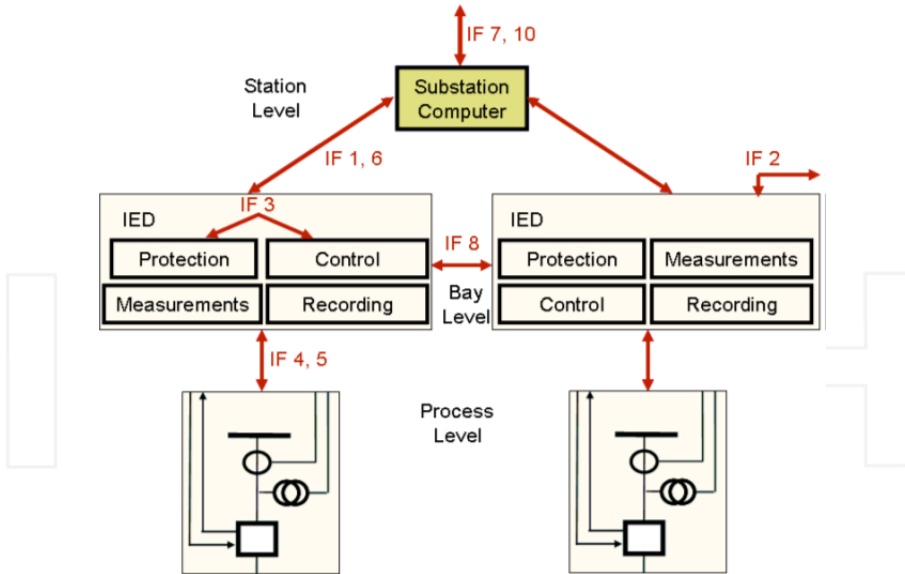 IF 7, 10
Station
Level
Substation
Computer
IF 1, 6
IF 2
IED
IF 3
Protection
Control
Measurements
Recording
IF 8
Bay
Level
IED
Protection
Measurements
Control
Recording
IF 4, 5
Process
Level